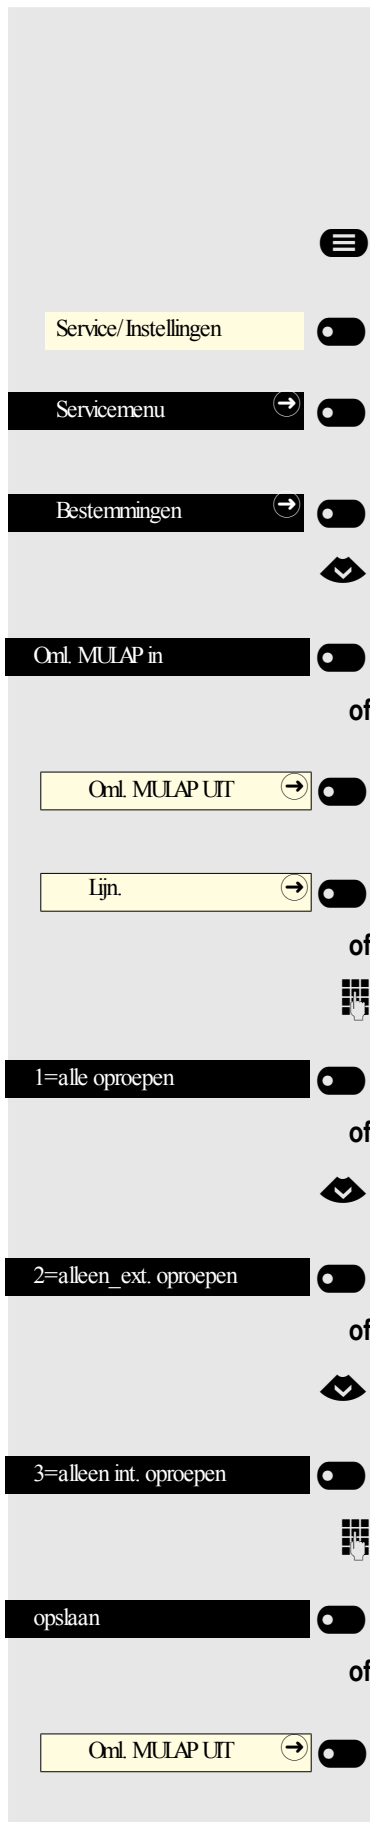 Service/Instellingen
Servicemenu
Bestemmingen
Oml. MULAP in
of
Oml. MULAP UIT
Lijn.
of
1=alle oproepen
of
2=alleen_ext. oproepen
of
3=alleen int. oproepen
opslaan
of
Oml. MULAP UIT